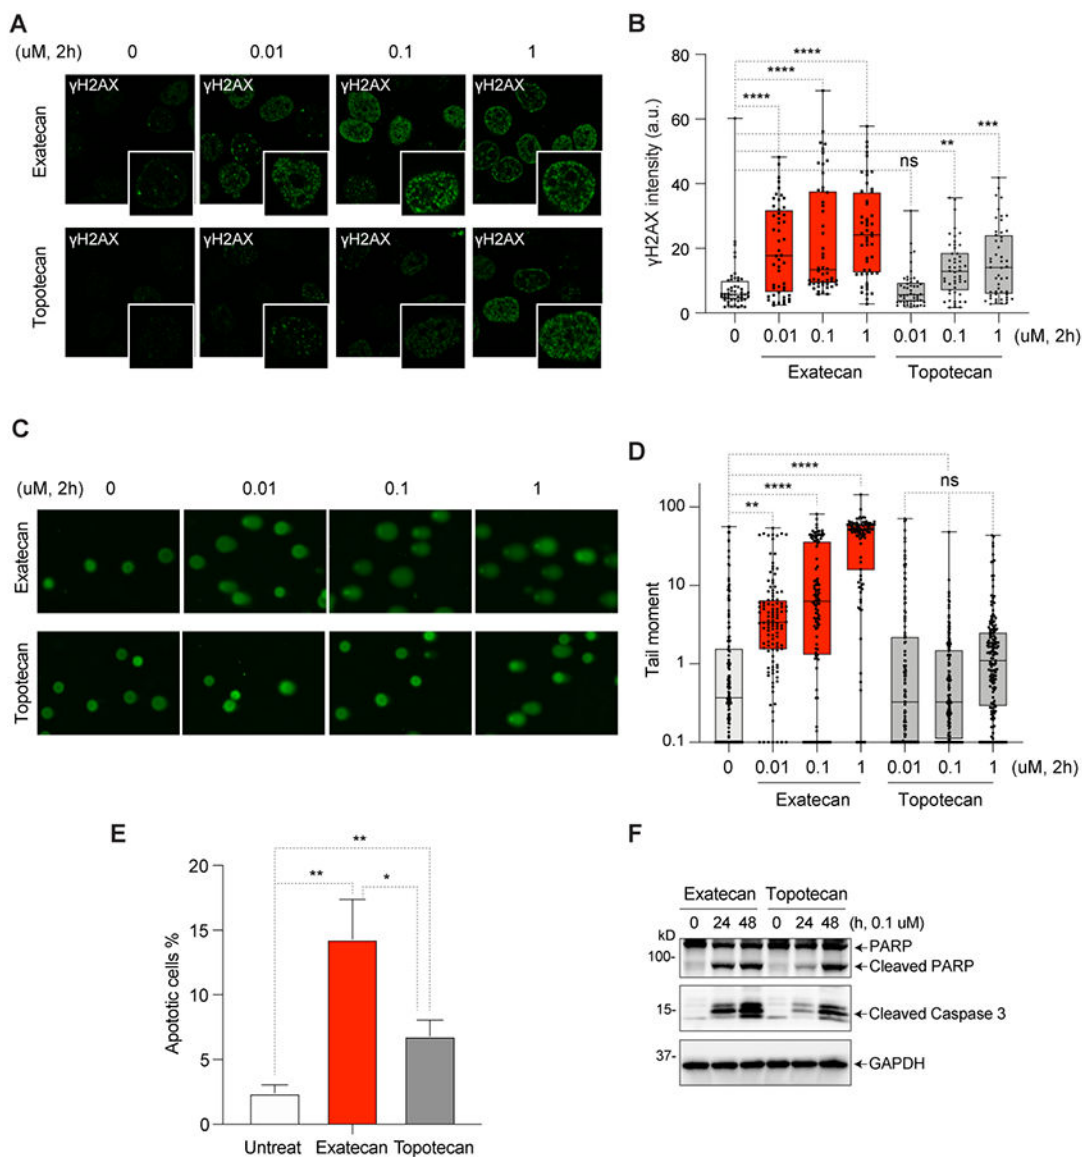 A
(uM, 2h) 0 0.01 0.1 1
Exatecan
γH2AX γH2AX γH2AX γH2AX
Topotecan
γH2AX γH2AX γH2AX γH2AX
B
γH2AX intensity (a.u.)
80
60
40
20
0
****
****
****
***
**
ns
0 0.01 0.1 1 0.01 0.1 1 (uM, 2h)
Exatecan Topotecan
C
(uM, 2h) 0 0.01 0.1 1
Exatecan
Topotecan
D
Tail moment
100
10
1
0.1
****
****
**
ns
0 0.01 0.1 1 0.01 0.1 1 (uM, 2h)
Exatecan Topotecan
E
Apototic cells %
20
15
10
5
0
**
** *
Untreat Exatecan Topotecan
F
Exatecan Topotecan
0 24 48 0 24 48 (h, 0.1 uM)
kD
100-
PARP
Cleaved PARP
15-
Cleaved Caspase 3
37-
GAPDH